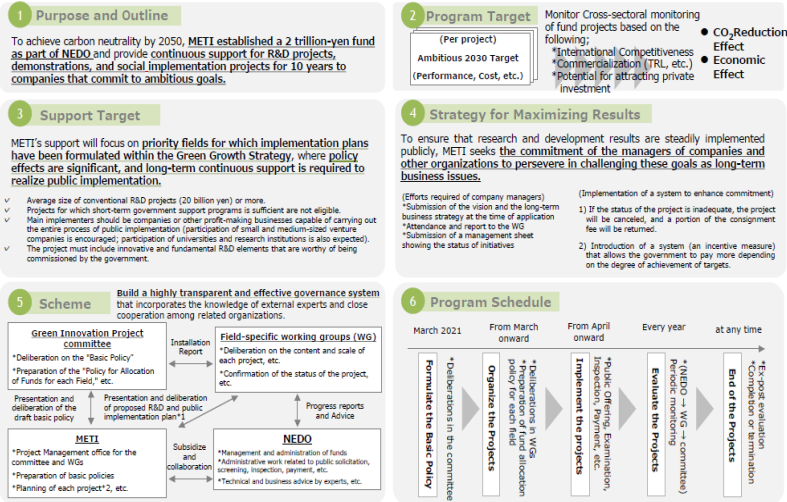 1 Purpose and Outline
To achieve carbon neutrality by 2050, METI established a 2 trillion-yen fund
as part of NEDO and provide continuous support for R&D projects,
demonstrations, and social implementation projects for 10 years to
companies that commit to ambitious goals.
2 Program Target
(Per project)
Ambitious 2030 Target
(Performance, Cost, etc.)
Monitor Cross-sectoral monitoring
of fund projects based on the
following;
*International Competitiveness
*Commercialization (TRL, etc.)
*Potential for attracting private
investment
● CO2Reduction
Effect
● Economic
Effect
3 Support Target
METI's support will focus on priority fields for which implementation plans
have been formulated within the Green Growth Strategy, where policy
effects are significant, and long-term continuous support is required to
realize public implementation.
✓ Average size of conventional R&D projects (20 billion yen) or more.
✓ Projects for which short-term government support programs is sufficient are not eligible.
✓ Main implementers should be companies or other profit-making businesses capable of carrying out
the entire process of public implementation (participation of small and medium-sized venture
companies is encouraged; participation of universities and research institutions is also expected).
✓ The project must include innovative and fundamental R&D elements that are worthy of being
commissioned by the government.
4 Strategy for Maximizing Results
To ensure that research and development results are steadily implemented
publicly, METI seeks the commitment of the managers of companies and
other organizations to persevere in challenging these goals as long-term
business issues.
(Efforts required of company managers)
*Submission of the vision and the long-term
business strategy at the time of application
*Attendance and report to the WG
*Submission of a management sheet
showing the status of initiatives
(Implementation of a system to enhance commitment)
1) If the status of the project is inadequate, the project
will be canceled, and a portion of the consignment
fee will be returned.
2) Introduction of a system (an incentive measure)
that allows the government to pay more depending
on the degree of achievement of targets.
5 Scheme
Build a highly transparent and effective governance system
that incorporates the knowledge of external experts and close
cooperation among related organizations.
Green Innovation Project
committee
*Deliberation on the "Basic Policy"
*Preparation of the "Policy for Allocation
of Funds for each Field," etc.
Installation
Report
Field-specific working groups (WG)
*Deliberation on the content and scale of
each project, etc.
*Confirmation of the status of the project,
etc.
Presentation and
deliberation of the
draft basic policy
Presentation and deliberation
of proposed R&D and public
implementation plan*1
Progress reports
and Advice
METI
*Project Management office for the
committee and WGs
*Preparation of basic policies
*Planning of each project*2, etc.
Subsidize
and
collaboration
NEDO
*Management and administration of funds
*Administrative work related to public solicitation,
screening, inspection, payment, etc.
*Technical and business advice by experts, etc.
6 Program Schedule
March 2021
From March
onward
From April
onward
Every year
at any time
Formulate the Basic Policy
*Deliberations in the committee
Organize the Projects
*Deliberations in WGs
*Preparation of fund allocation
policy for each field
Implement the projects
*Public Offering, Examination,
Inspection, Payment, etc.
Evaluate the Projects
*(NEDO → WG → committee)
Periodic monitoring
End of the Projects
*Ex-post evaluation
*Completion or termination